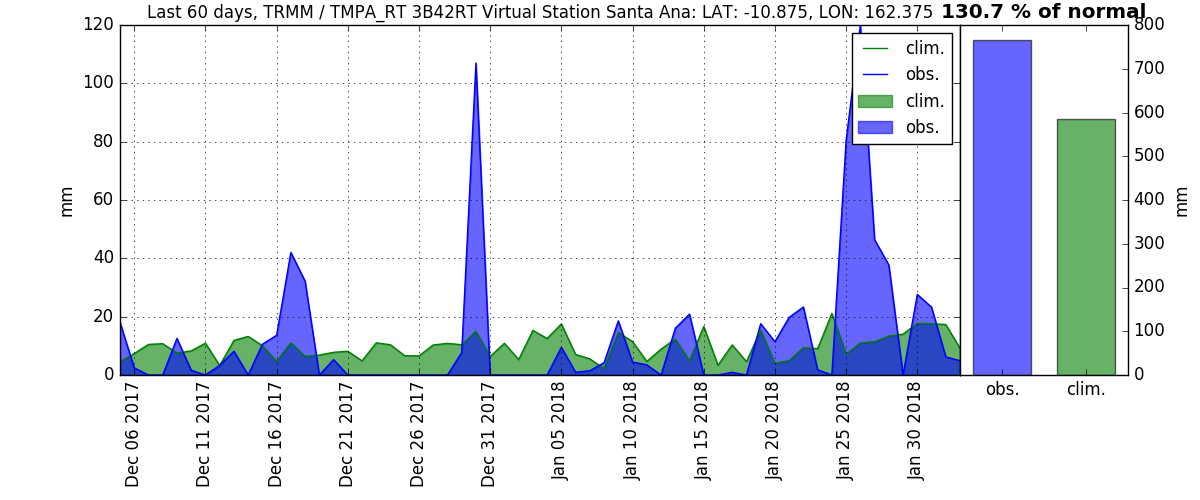 Last 60 days, TRMM / TMPA_RT 3B42RT Virtual Station Santa Ana: LAT: -10.875, LON: 162.375 130.7 % of normal
120
100
80
60
40
20
0
mm
clim.
obs.
clim.
obs.
800
700
600
500
400
300
200
100
0
mm
obs.
clim.
Dec 06 2017
Dec 11 2017
Dec 16 2017
Dec 21 2017
Dec 26 2017
Dec 31 2017
Jan 05 2018
Jan 10 2018
Jan 15 2018
Jan 20 2018
Jan 25 2018
Jan 30 2018